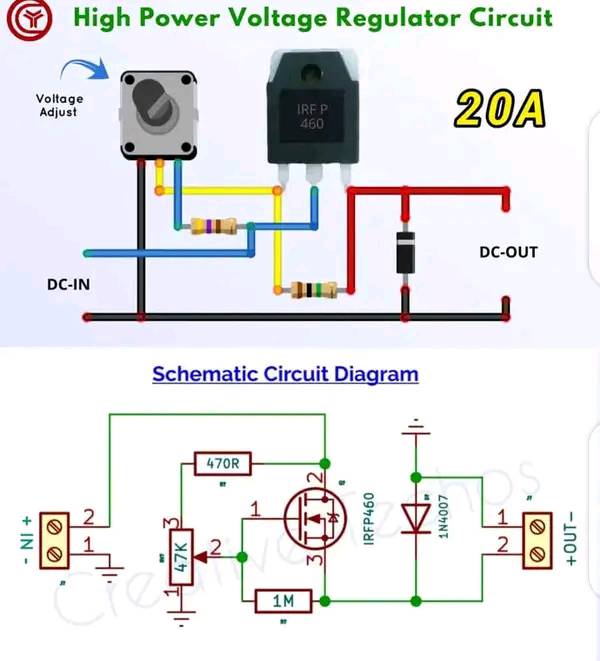 High Power Voltage Regulator Circuit
Voltage
Adjust
IRF P
460
20A
DC-IN
DC-OUT
Schematic Circuit Diagram
470R
2
1
3
IRFP460
1N4007
- IN +
2
1
3
47K
2
1
1M
1
2
+OUT-
Creative Techos